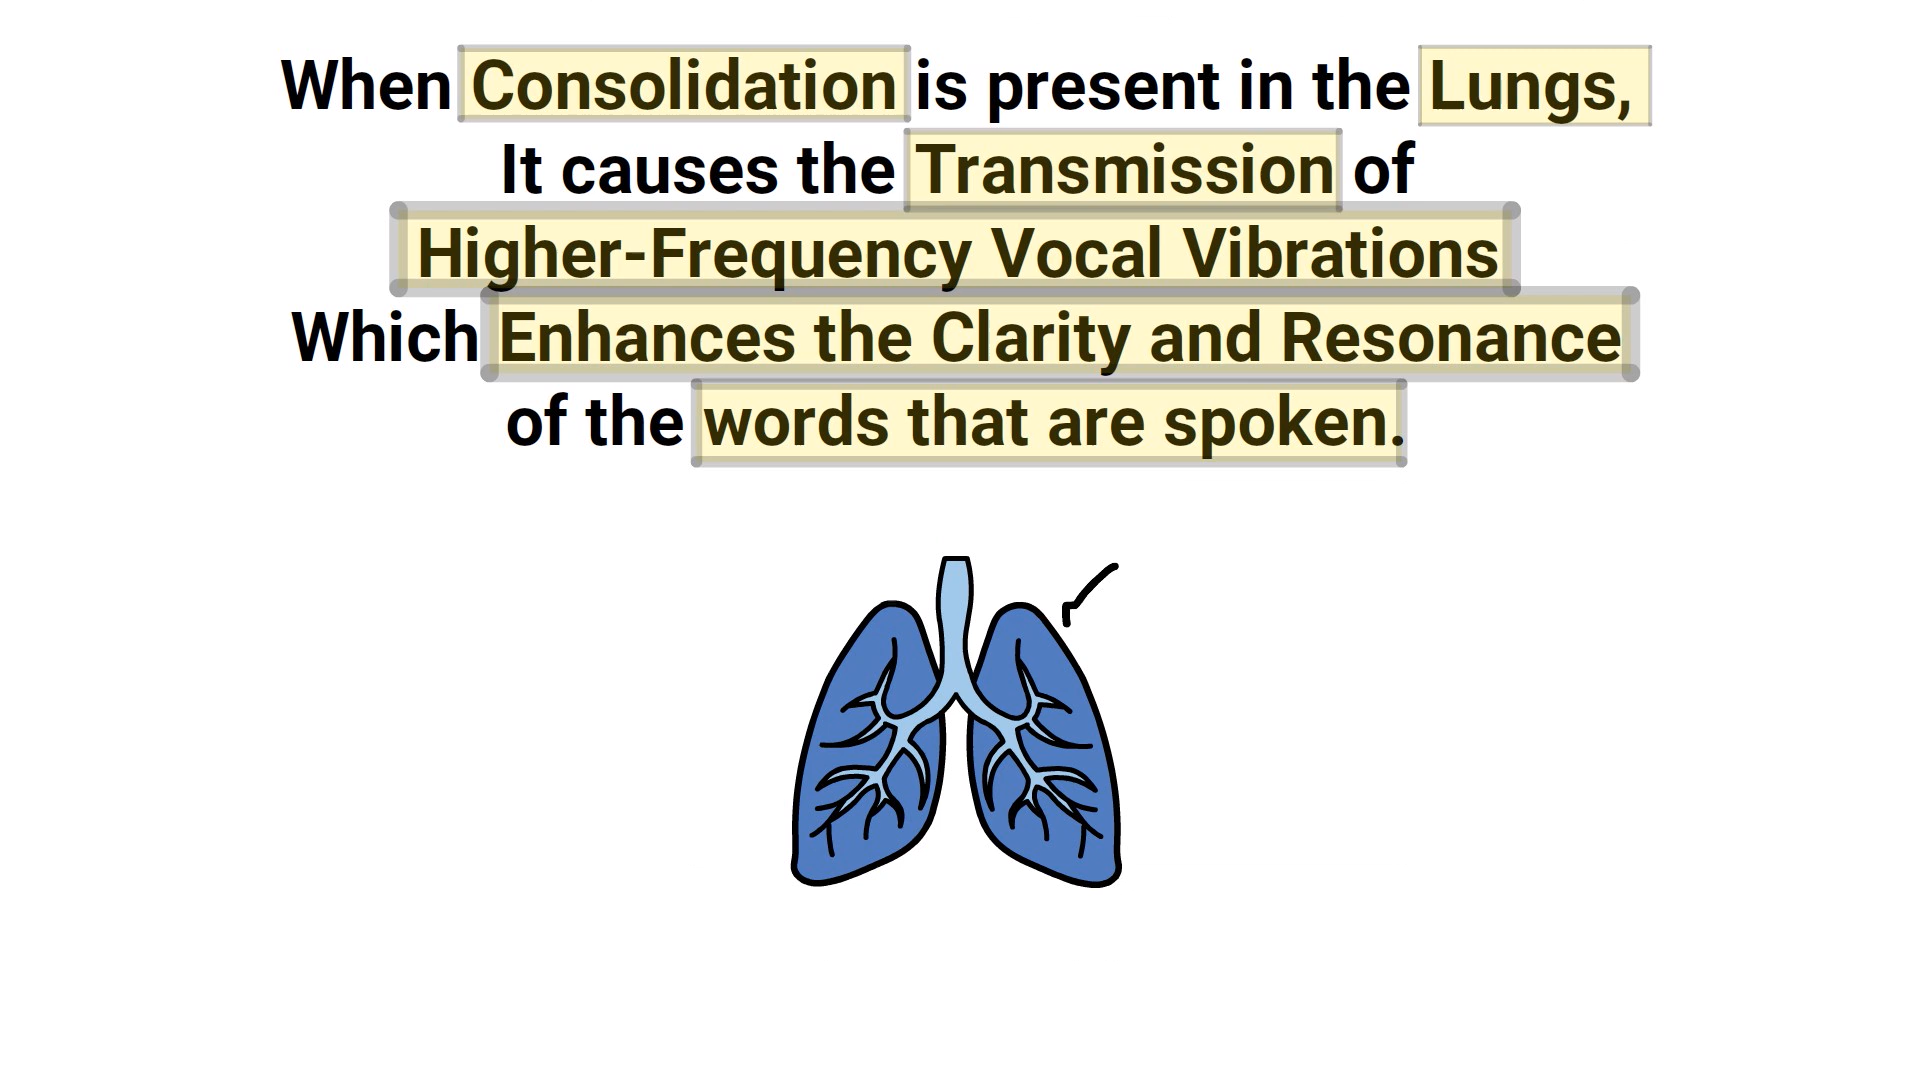 When Consolidation is present in the Lungs,
It causes the Transmission of
Higher-Frequency Vocal Vibrations
Which Enhances the Clarity and Resonance
of the words that are spoken.